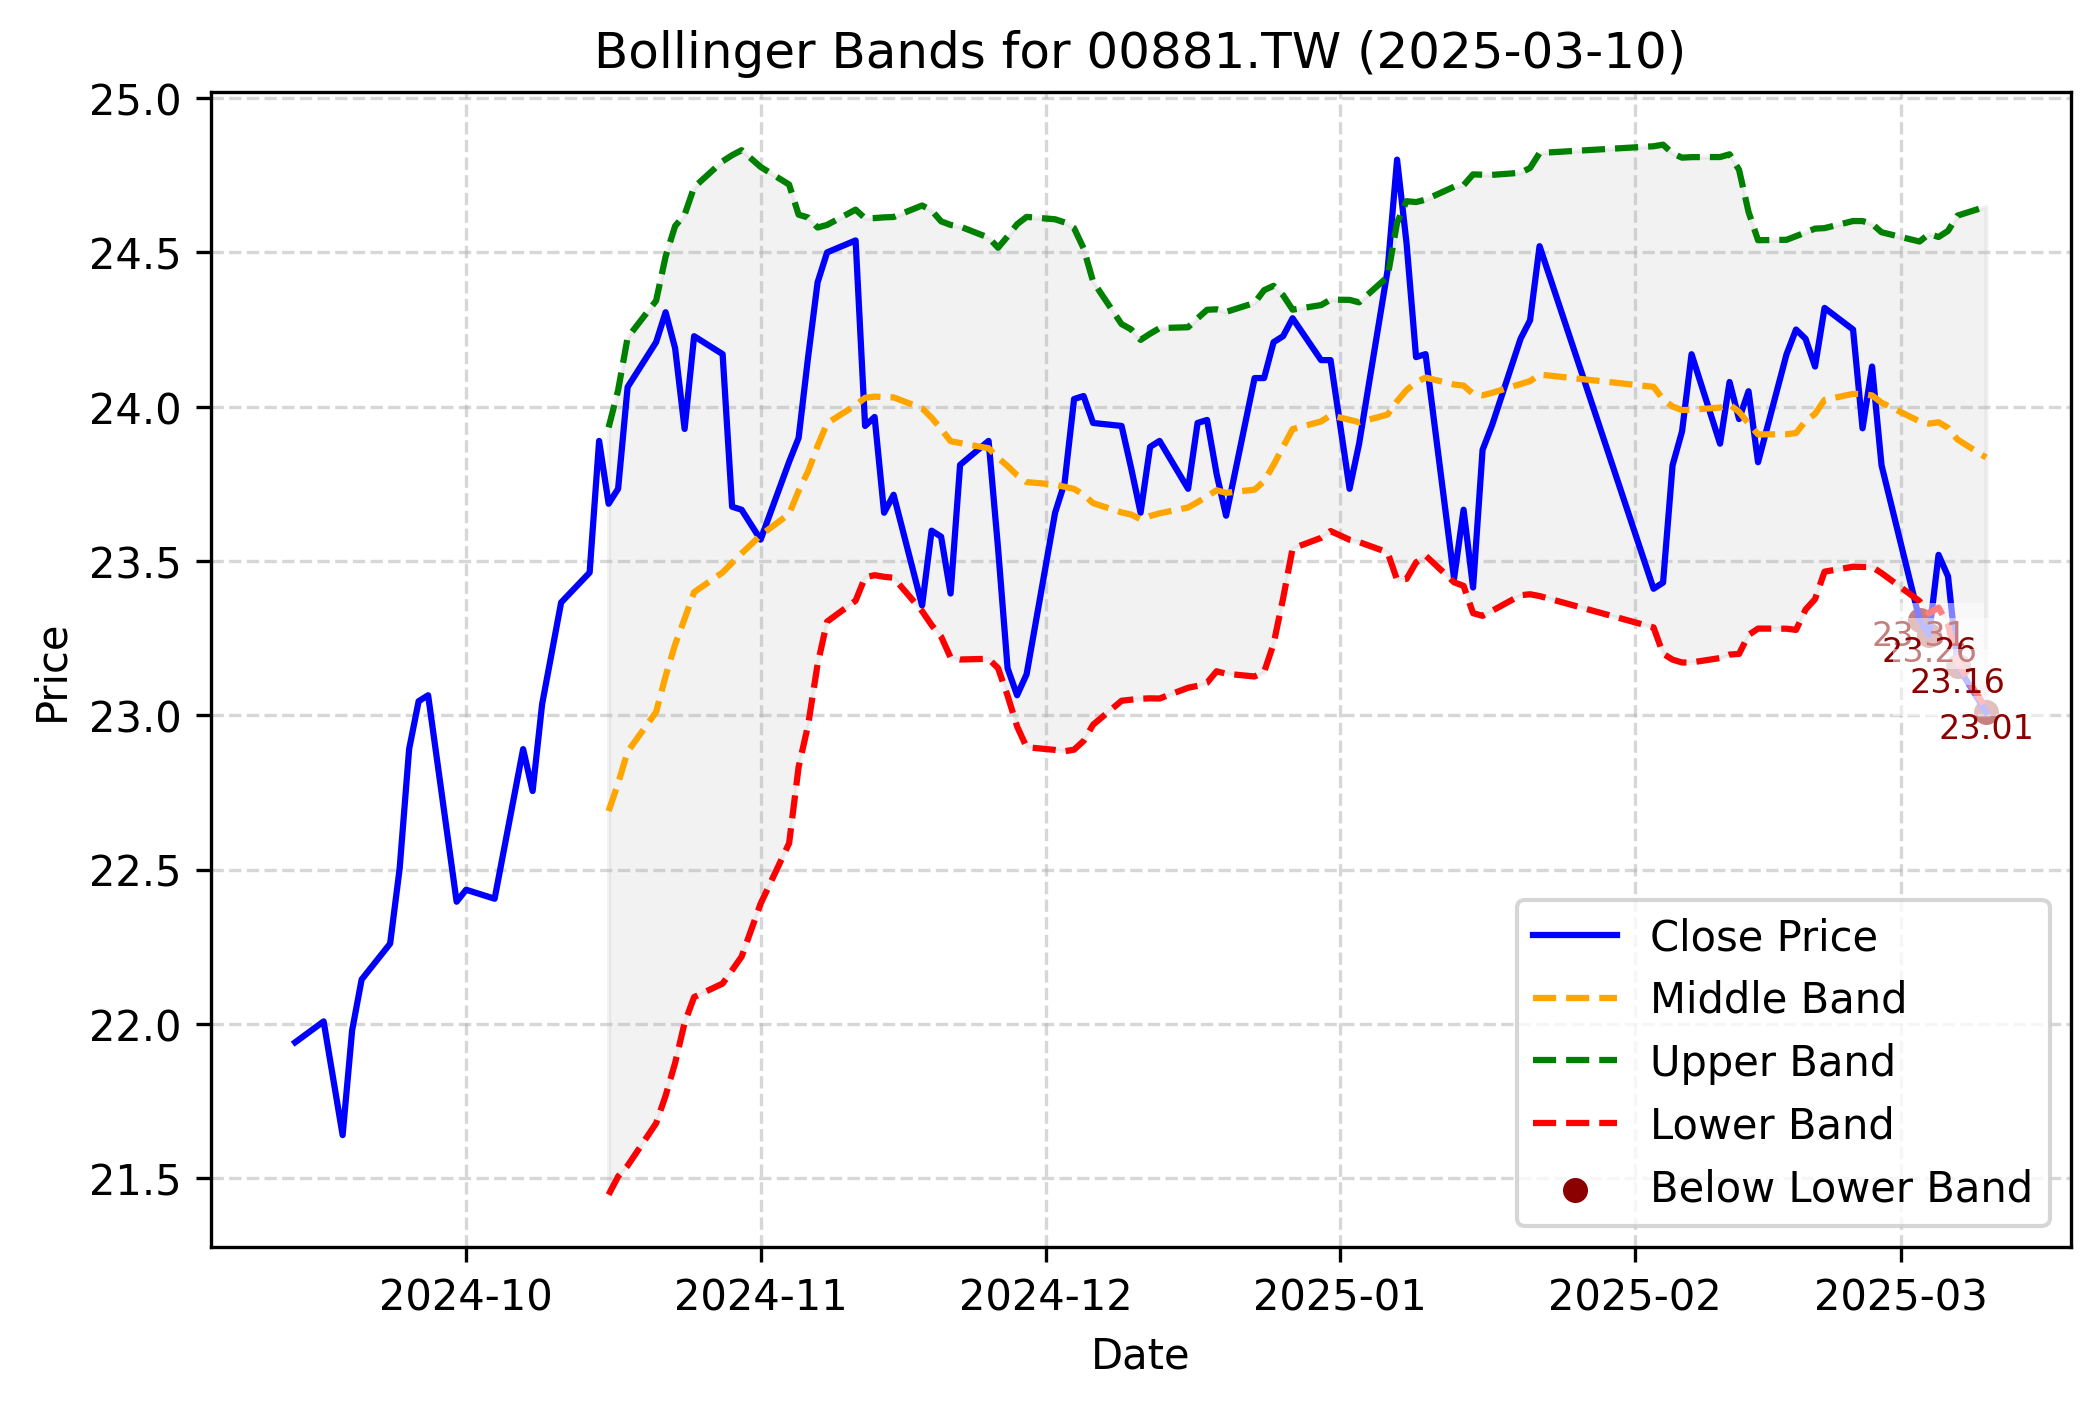 Bollinger Bands for 00881.TW (2025-03-10)
25.0
24.5
24.0
23.5
23.0
22.5
22.0
21.5
Price
23.31
23.26
23.16
23.01
Close Price
Middle Band
Upper Band
Lower Band
Below Lower Band
2024-10 2024-11 2024-12 2025-01 2025-02 2025-03
Date